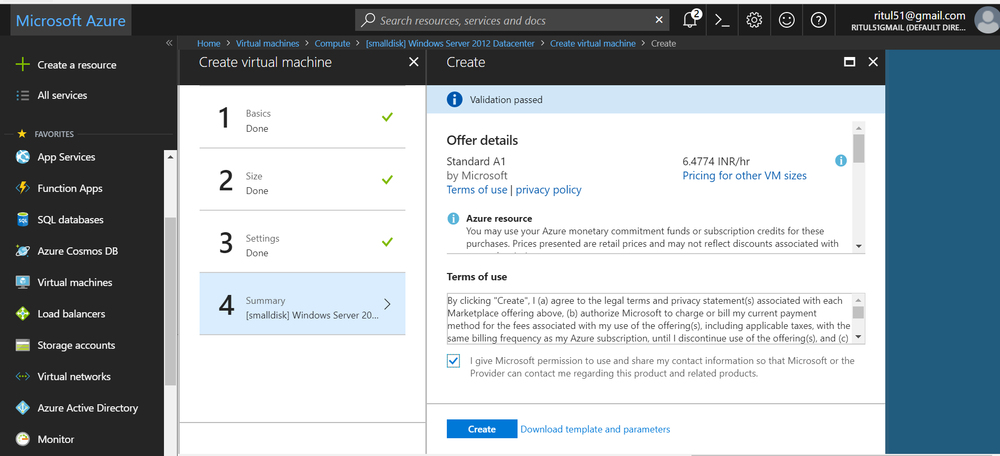 Microsoft Azure
Search resources, services and docs
2
ritul51@gmail.com
RITUL51GMAIL (DEFAULT DIRE...
Home > Virtual machines > Compute > [smalldisk] Windows Server 2012 Datacenter > Create virtual machine > Create
Create a resource
All services
FAVORITES
App Services
Function Apps
SQL databases
Azure Cosmos DB
Virtual machines
Load balancers
Storage accounts
Virtual networks
Azure Active Directory
Monitor
Create virtual machine
1
Basics
Done
2
Size
Done
3
Settings
Done
4
Summary
[smalldisk] Windows Server 20...
Create
Validation passed
Offer details
Standard A1
by Microsoft
Terms of use | privacy policy
6.4774 INR/hr
Pricing for other VM sizes
Azure resource
You may use your Azure monetary commitment funds or subscription credits for these
purchases. Prices presented are retail prices and may not reflect discounts associated with
Terms of use
By clicking "Create", I (a) agree to the legal terms and privacy statement(s) associated with each
Marketplace offering above, (b) authorize Microsoft to charge or bill my current payment
method for the fees associated with my use of the offering(s), including applicable taxes, with the
same billing frequency as my Azure subscription, until I discontinue use of the offering(s), and (c)
I give Microsoft permission to use and share my contact information so that Microsoft or the
Provider can contact me regarding this product and related products.
Create
Download template and parameters